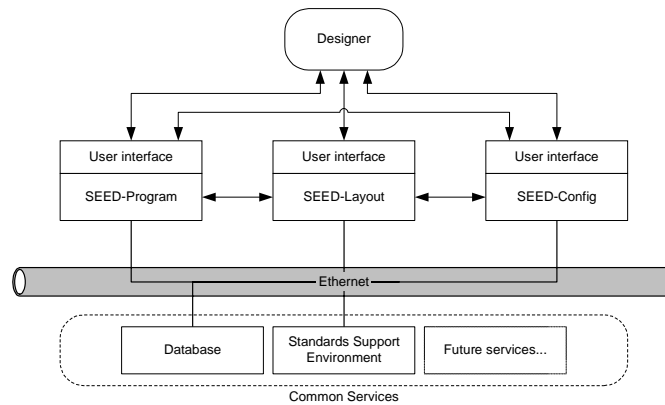 Designer
User interface
User interface
User interface
SEED-Program
SEED-Layout
SEED-Config
Ethernet
Database
Standards Support
Environment
Future services...
Common Services